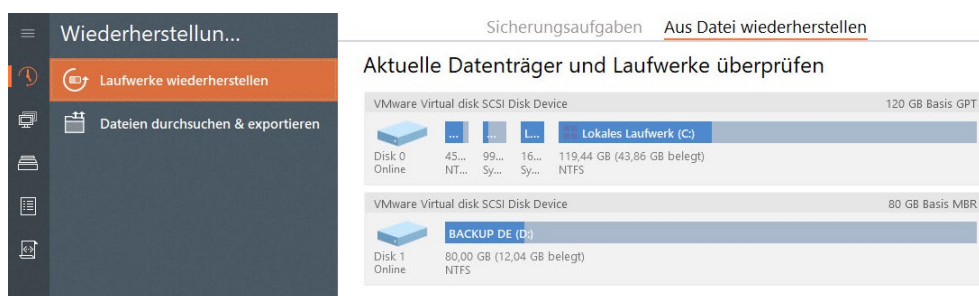 Wiederherstellun...
Laufwerke wiederherstellen
Dateien durchsuchen & exportieren
Sicherungsaufgaben Aus Datei wiederherstellen
Aktuelle Datenträger und Laufwerke überprüfen
VMware Virtual disk SCSI Disk Device 120 GB Basis GPT
... ... L... Lokales Laufwerk (C:)
Disk 0 45... 99... 16... 119,44 GB (43,86 GB belegt)
Online NT... Sy... Sy... NTFS
VMware Virtual disk SCSI Disk Device 80 GB Basis MBR
BACKUP DE (D:)
Disk 1 80,00 GB (12,04 GB belegt)
Online NTFS